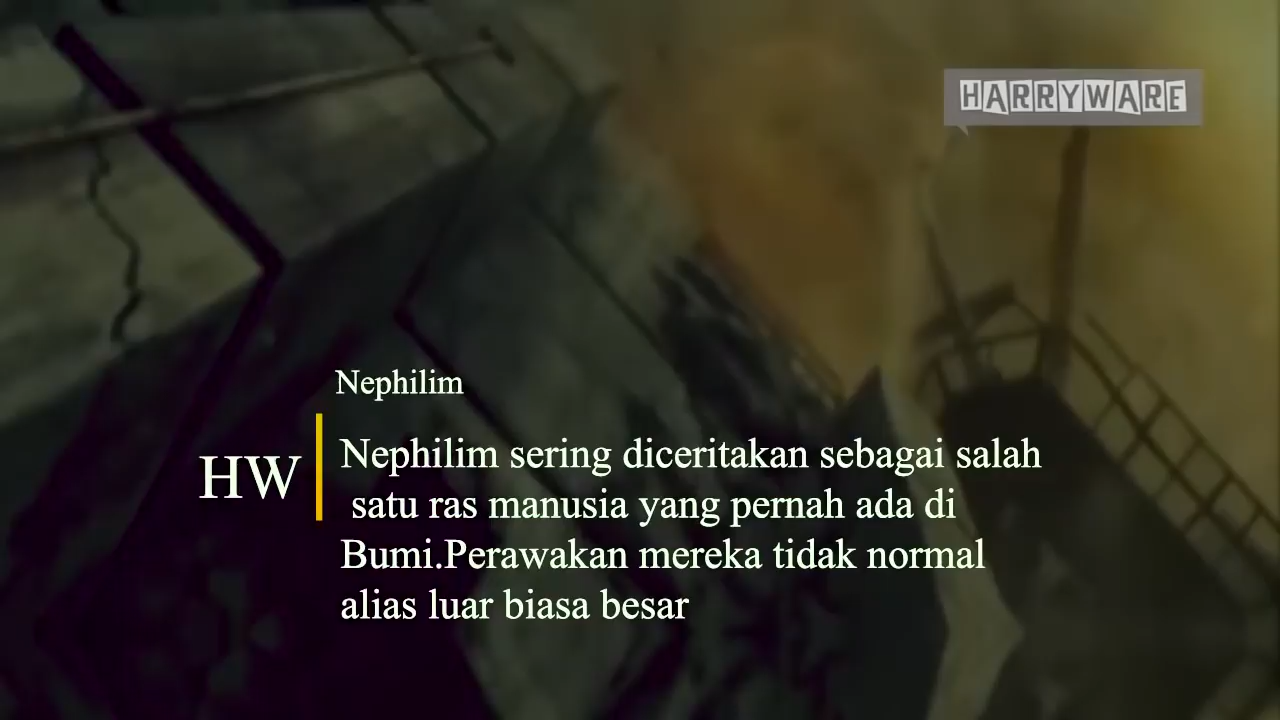 HARRYWARE
Nephilim
HW
Nephilim sering diceritakan sebagai salah
satu ras manusia yang pernah ada di
Bumi.Perawakan mereka tidak normal
alias luar biasa besar